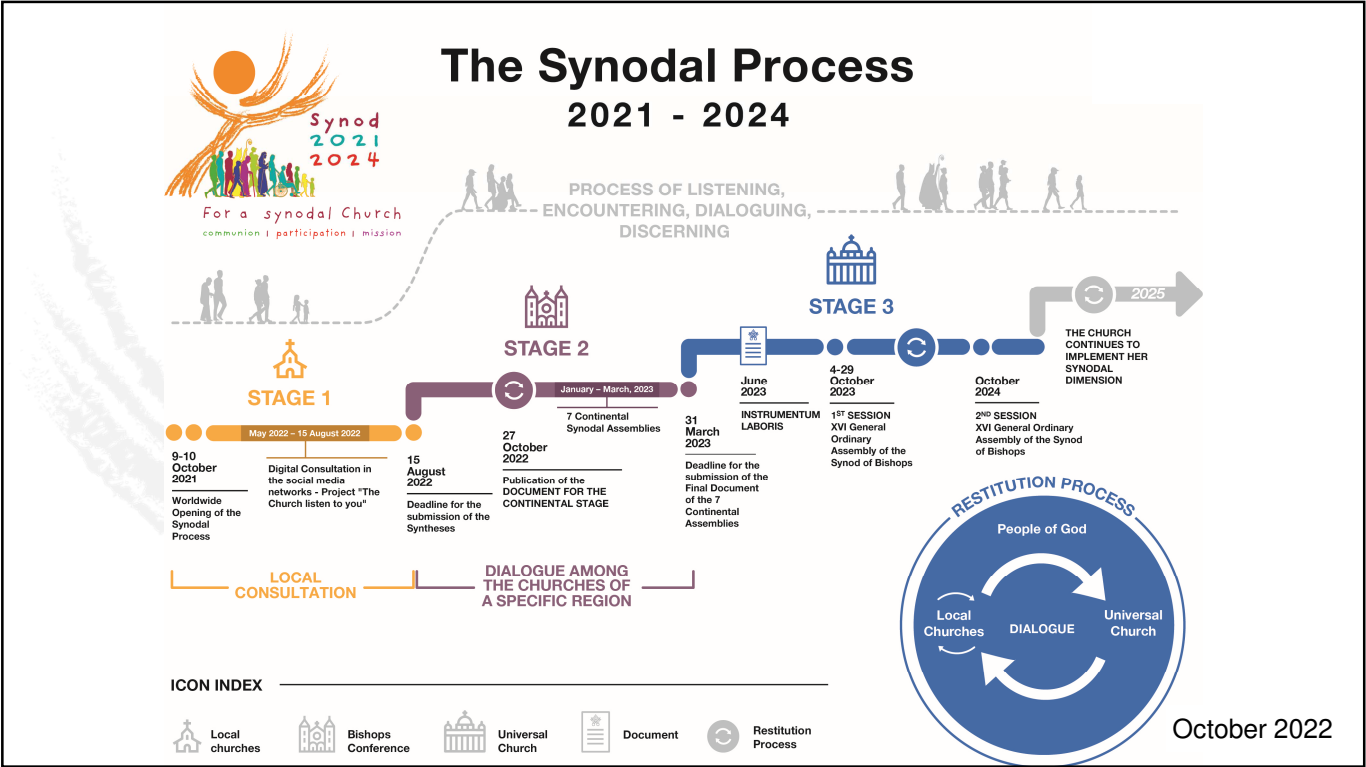 The Synodal Process
2021 - 2024
Synod
2021
2024
For a synodal Church
communion | participation | mission
PROCESS OF LISTENING,
ENCOUNTERING, DIALOGUING,
DISCERNING
STAGE 1
May 2022 – 15 August 2022
9-10
October
2021
Worldwide
Opening of the
Synodal
Process
Digital Consultation in
the social media
networks - Project "The
Church listen to you"
STAGE 2
January – March, 2023
7 Continental
Synodal Assemblies
15
August
2022
Deadline for the
submission of the
Syntheses
27
October
2022
Publication of the
DOCUMENT FOR THE
CONTINENTAL STAGE
STAGE 3
31
March
2023
Deadline for the
submission of the
Final Document
of the 7
Continental
Assemblies
June
2023
INSTRUMENTUM
LABORIS
4-29
October
2023
1ST SESSION
XVI General
Ordinary
Assembly of the
Synod of Bishops
October
2024
2ND SESSION
XVI General Ordinary
Assembly of the Synod
of Bishops
2025
THE CHURCH
CONTINUES TO
IMPLEMENT HER
SYNODAL
DIMENSION
LOCAL
CONSULTATION
DIALOGUE AMONG
THE CHURCHES OF
A SPECIFIC REGION
RESTITUTION PROCESS
People of God
Local
Churches
DIALOGUE
Universal
Church
ICON INDEX
Local
churches
Bishops
Conference
Universal
Church
Document
Restitution
Process
October 2022